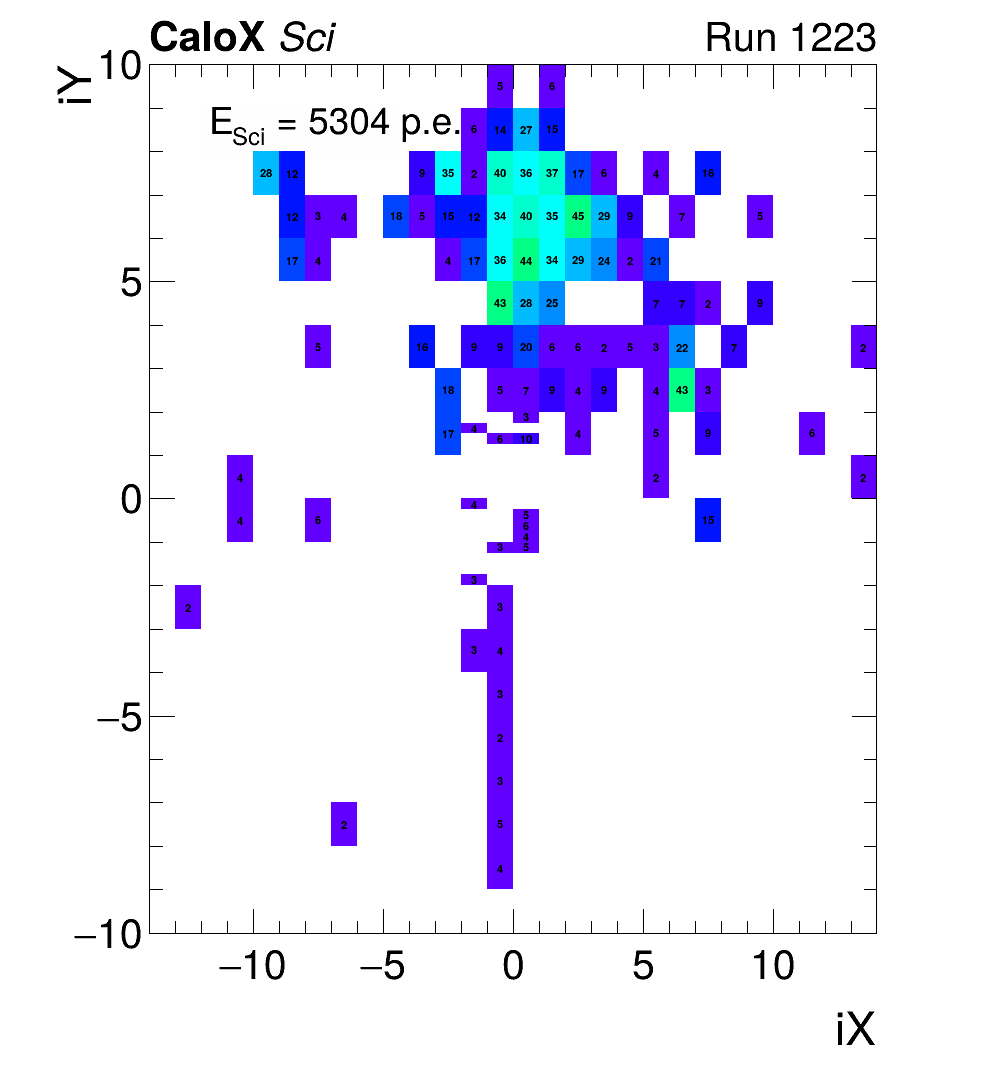 CaloX Sci Run 1223
iY
10
5 6
E_Sci = 5304 p.e. 6 14 27 15
28 12 9 35 2 40 36 37 17 6 4 16
12 3 4 18 5 15 12 34 40 35 45 29 9 7 5
17 4 4 17 36 44 34 29 24 2 21
5
43 28 25 7 7 2 9
5 16 9 9 20 6 6 2 5 3 22 7 2
18 5 7 9 4 9 4 43 3
3
4
17 6 10 4 5 9 6
4 2 2
0
4
4 6 15
5
6
4
3 5
3
2 3
3 4
3
−5
2
3
2 5
4
−10
−10 −5 0 5 10
iX